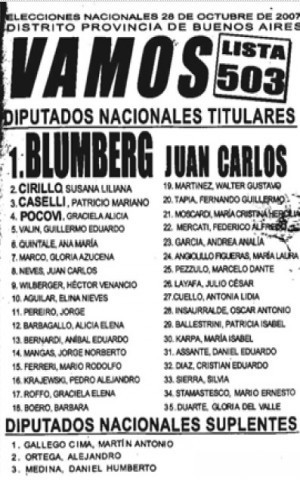 ELECCIONES NACIONALES 28 DE OCTUBRE DE 2007
DISTRITO PROVINCIA DE BUENOS AIRES
VAMOS
LISTA
503
DIPUTADOS NACIONALES TITULARES
1.BLUMBERG JUAN CARLOS
2. CIRILLO, SUSANA LILIANA
3. CASELLI, PATRICIO MARIANO
4. POCOVI, GRACIELA ALICIA
5. VALIN, GUILLERMO EDUARDO
6. QUINTALE, ANA MARÍA
7. MARCO, GLORIA AZUCENA
8. NEVES, JUAN CARLOS
9. WILBERGER, HÉCTOR VENANCIO
10. AGUILAR, ELINA NIEVES
11. PEREIRO, JORGE
12. BARBAGALLO, ALICIA ELENA
13. BERNARDI, ANÍBAL EDUARDO
14. MANGAS, JORGE NORBERTO
15. FERRERI, MARIO RODOLFO
16. KRAJEWSKI, PEDRO ALEJANDRO
17. ROFFO, GRACIELA ELENA
18. BOERO, BARBARA
19. MARTINEZ, WALTER GUSTAVO
20. TAPIA, FERNANDO GUILLERMO
21. MOSCARDI, MARÍA CRISTINA HERCILIA
22. MERCATI, FEDERICO ALFREDO
23. GARCIA, ANDREA ANALÍA
24. ANGIOLILLO FIGUERAS, MARÍA LAURA
25. PEZZULO, MARCELO DANTE
26. LAYAFA, JULIO CÉSAR
27. CUELLO, ANTONIA LIDIA
28. INSAURRALDE, OSCAR ANTONIO
29. BALLESTRINI, PATRICIA ISABEL
30. KARPA, MARÍA ISABEL
31. ASSANTE, DANIEL EDUARDO
32. DIAZ, CRISTIAN EDUARDO
33. SIERRA, SILVIA
34. STAMASTESCO, MARIO ERNESTO
35. DUARTE, GLORIA DEL VALLE
DIPUTADOS NACIONALES SUPLENTES
1. GALLEGO CIMA, MARTÍN ANTONIO
2. ORTEGA, ALEJANDRO
3. MEDINA, DANIEL HUMBERTO